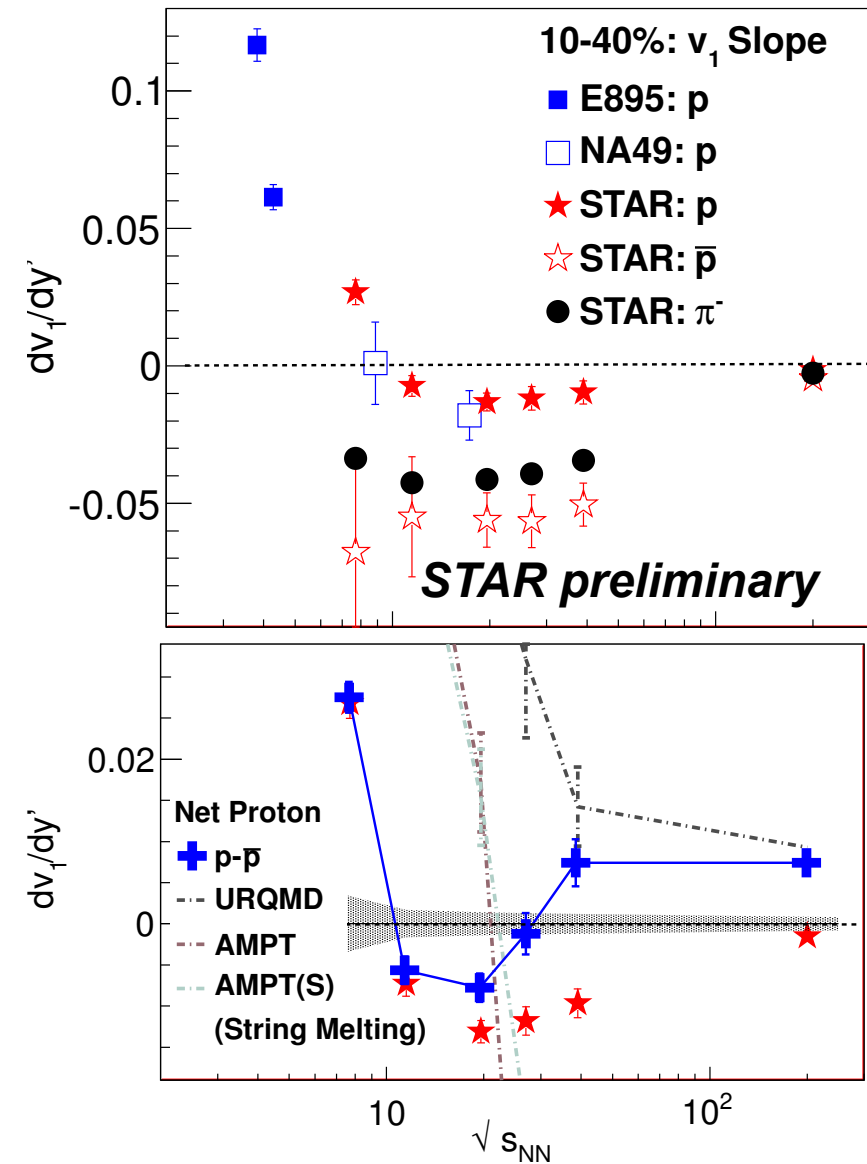 10-40%: v₁ Slope
E895: p
NA49: p
STAR: p
STAR: p̅
STAR: π⁻
0.1
0.05
0
-0.05
dv₁/dy'
STAR preliminary
0.02
0
dv₁/dy'
Net Proton
p-p̅
URQMD
AMPT
AMPT(S)
(String Melting)
10
10²
√ s_NN